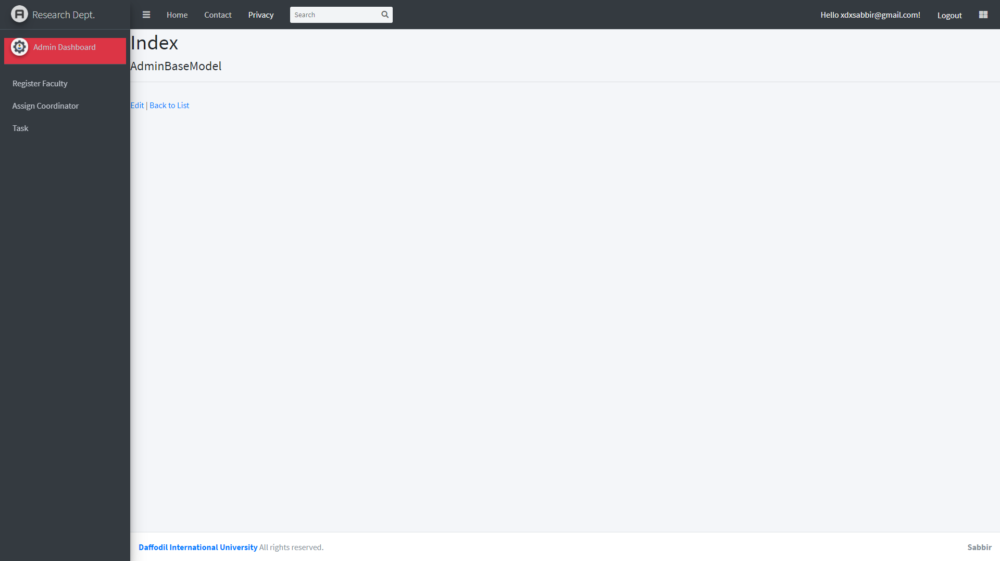 Research Dept.
Home
Contact
Privacy
Search
Hello xdxsabbir@gmail.com!
Logout
Admin Dashboard
Register Faculty
Assign Coordinator
Task
Index
AdminBaseModel
Edit | Back to List
Daffodil International University All rights reserved.
Sabbir